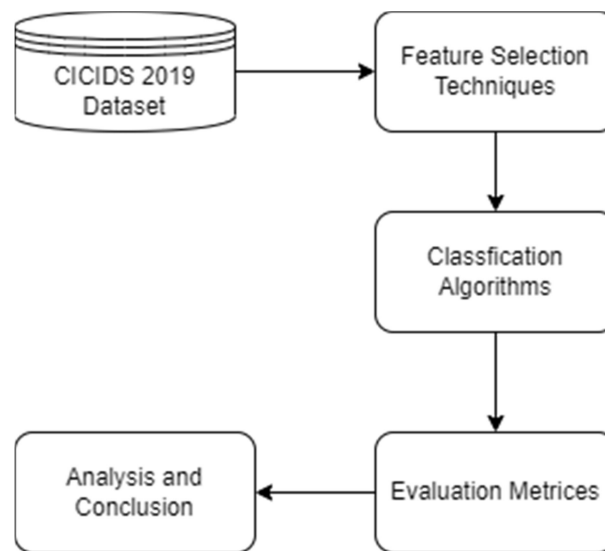 CICIDS 2019
Dataset
Feature Selection
Techniques
Classfication
Algorithms
Evaluation Metrices
Analysis and
Conclusion